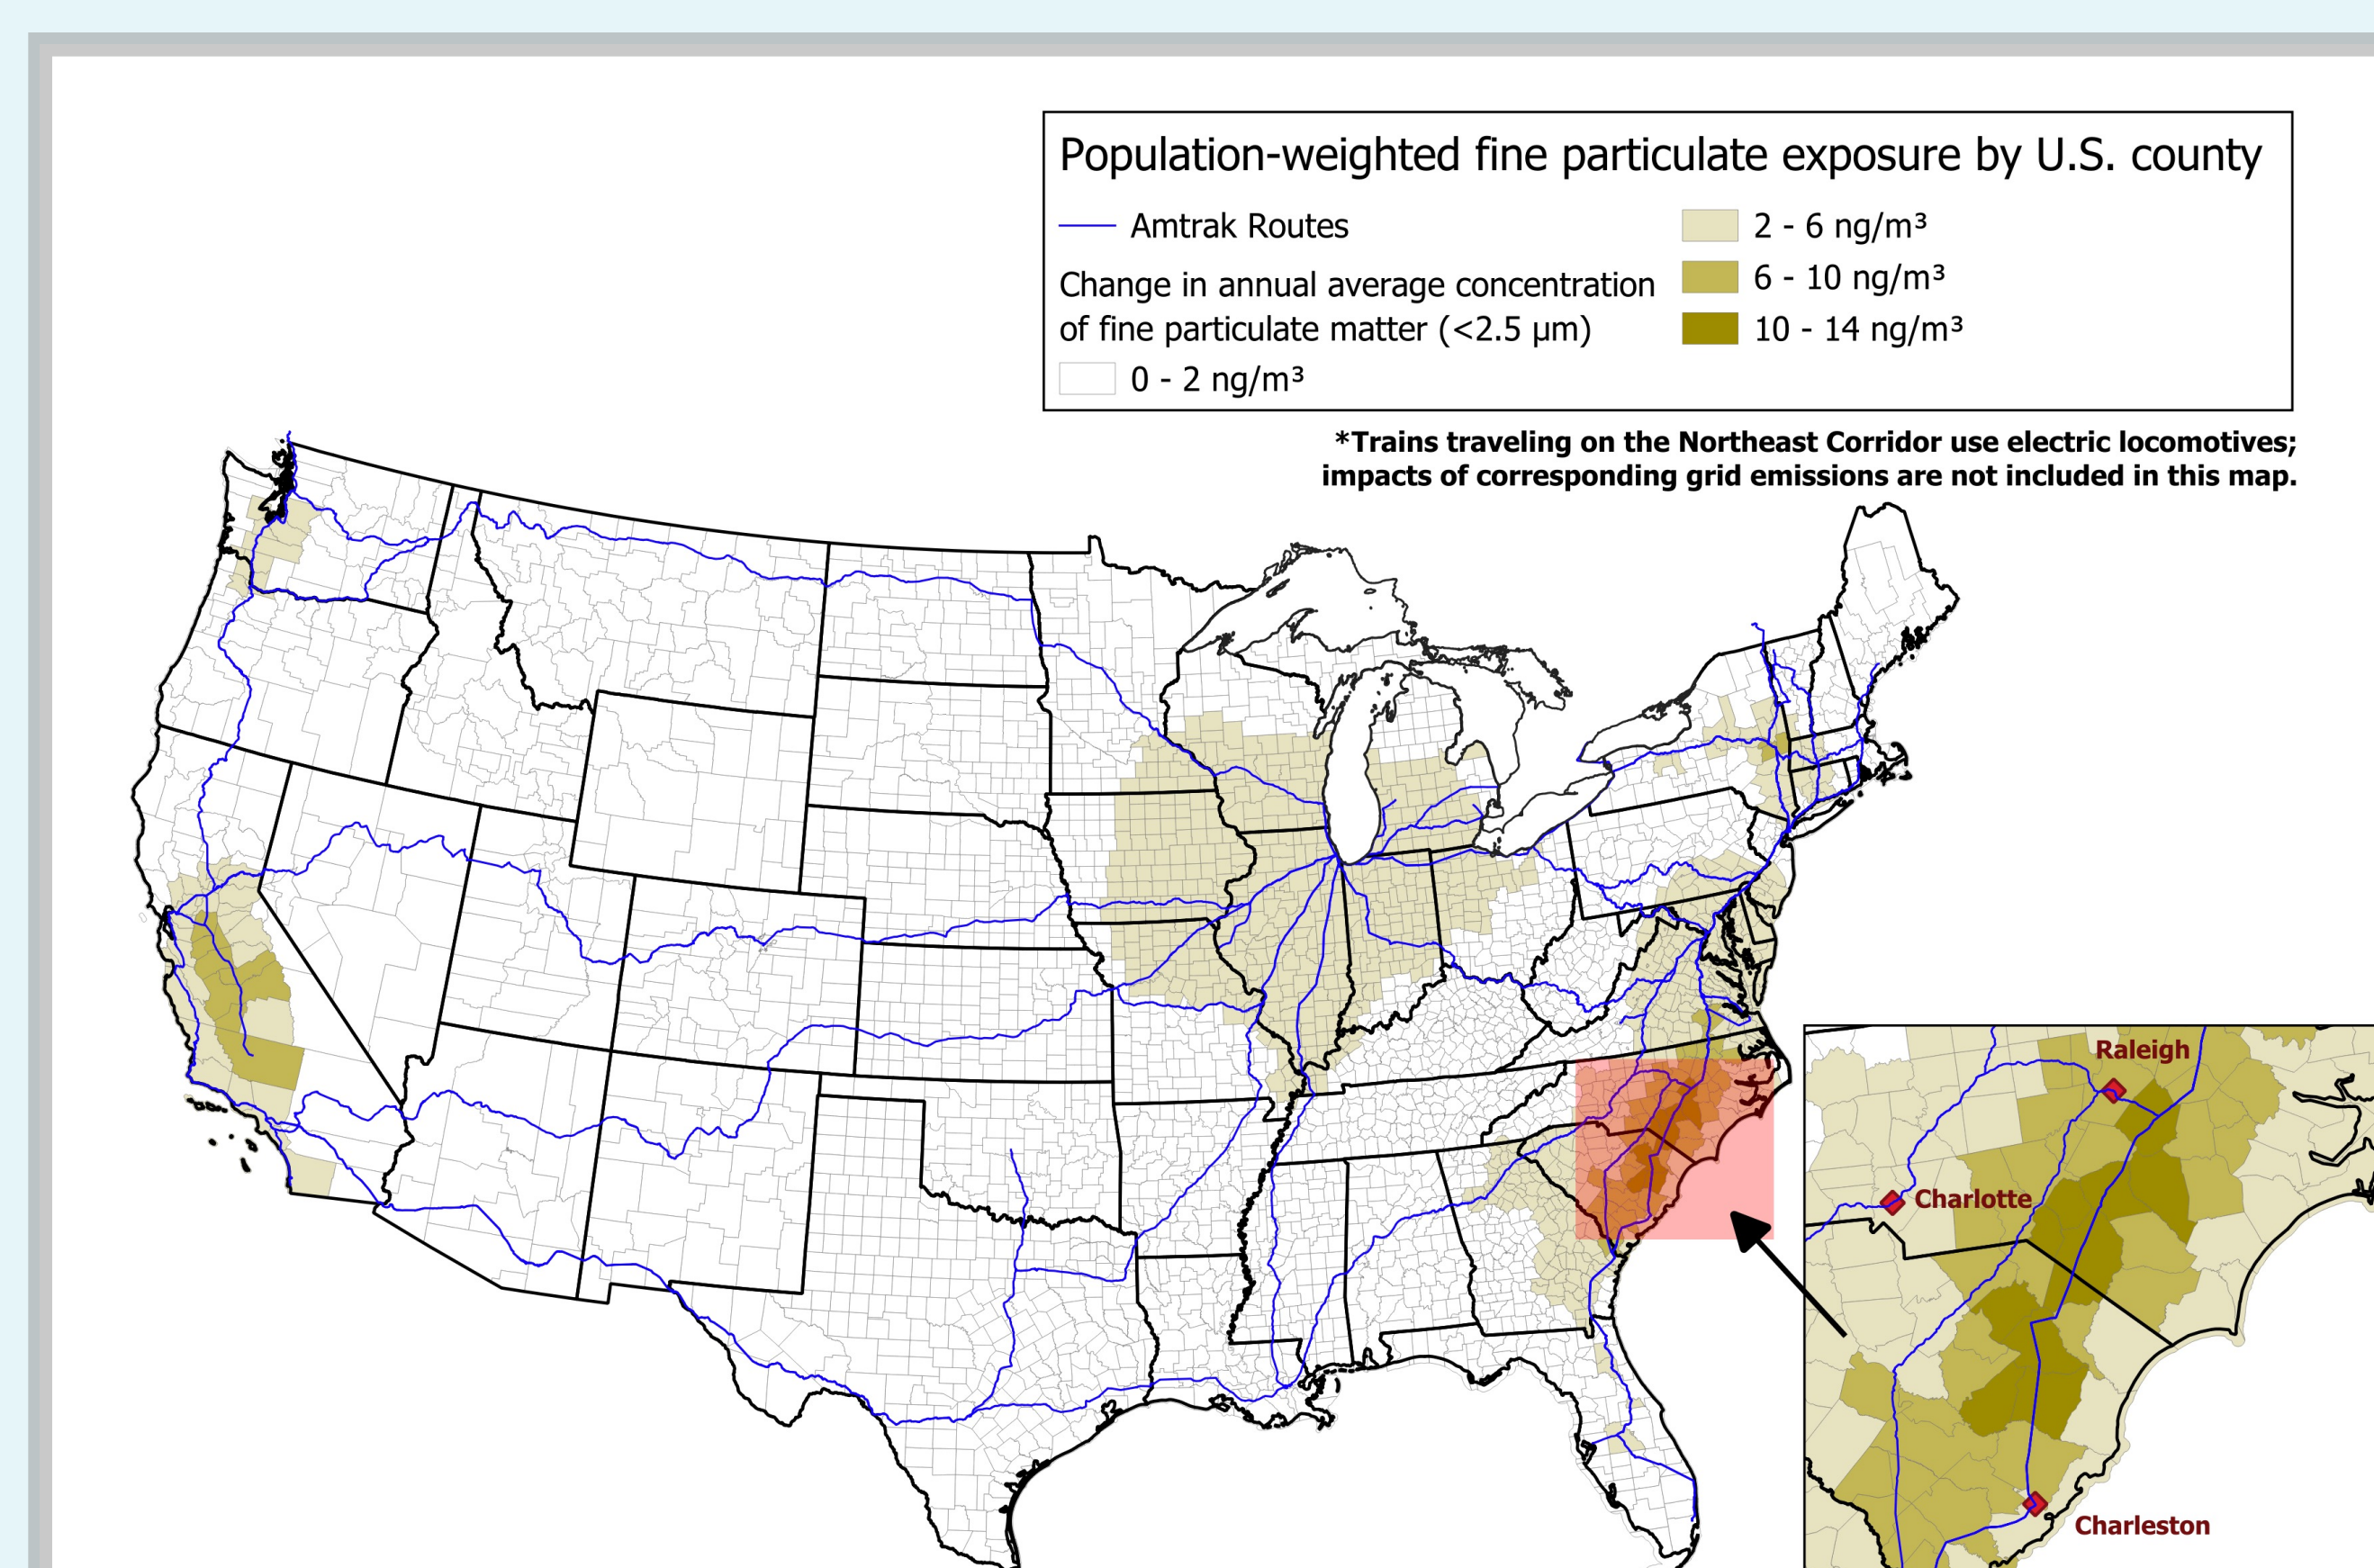 Population-weighted fine particulate exposure by U.S. county
Amtrak Routes
Change in annual average concentration
of fine particulate matter (<2.5 µm)
0 - 2 ng/m³
2 - 6 ng/m³
6 - 10 ng/m³
10 - 14 ng/m³
*Trains traveling on the Northeast Corridor use electric locomotives;
impacts of corresponding grid emissions are not included in this map.
Raleigh
Charlotte
Charleston